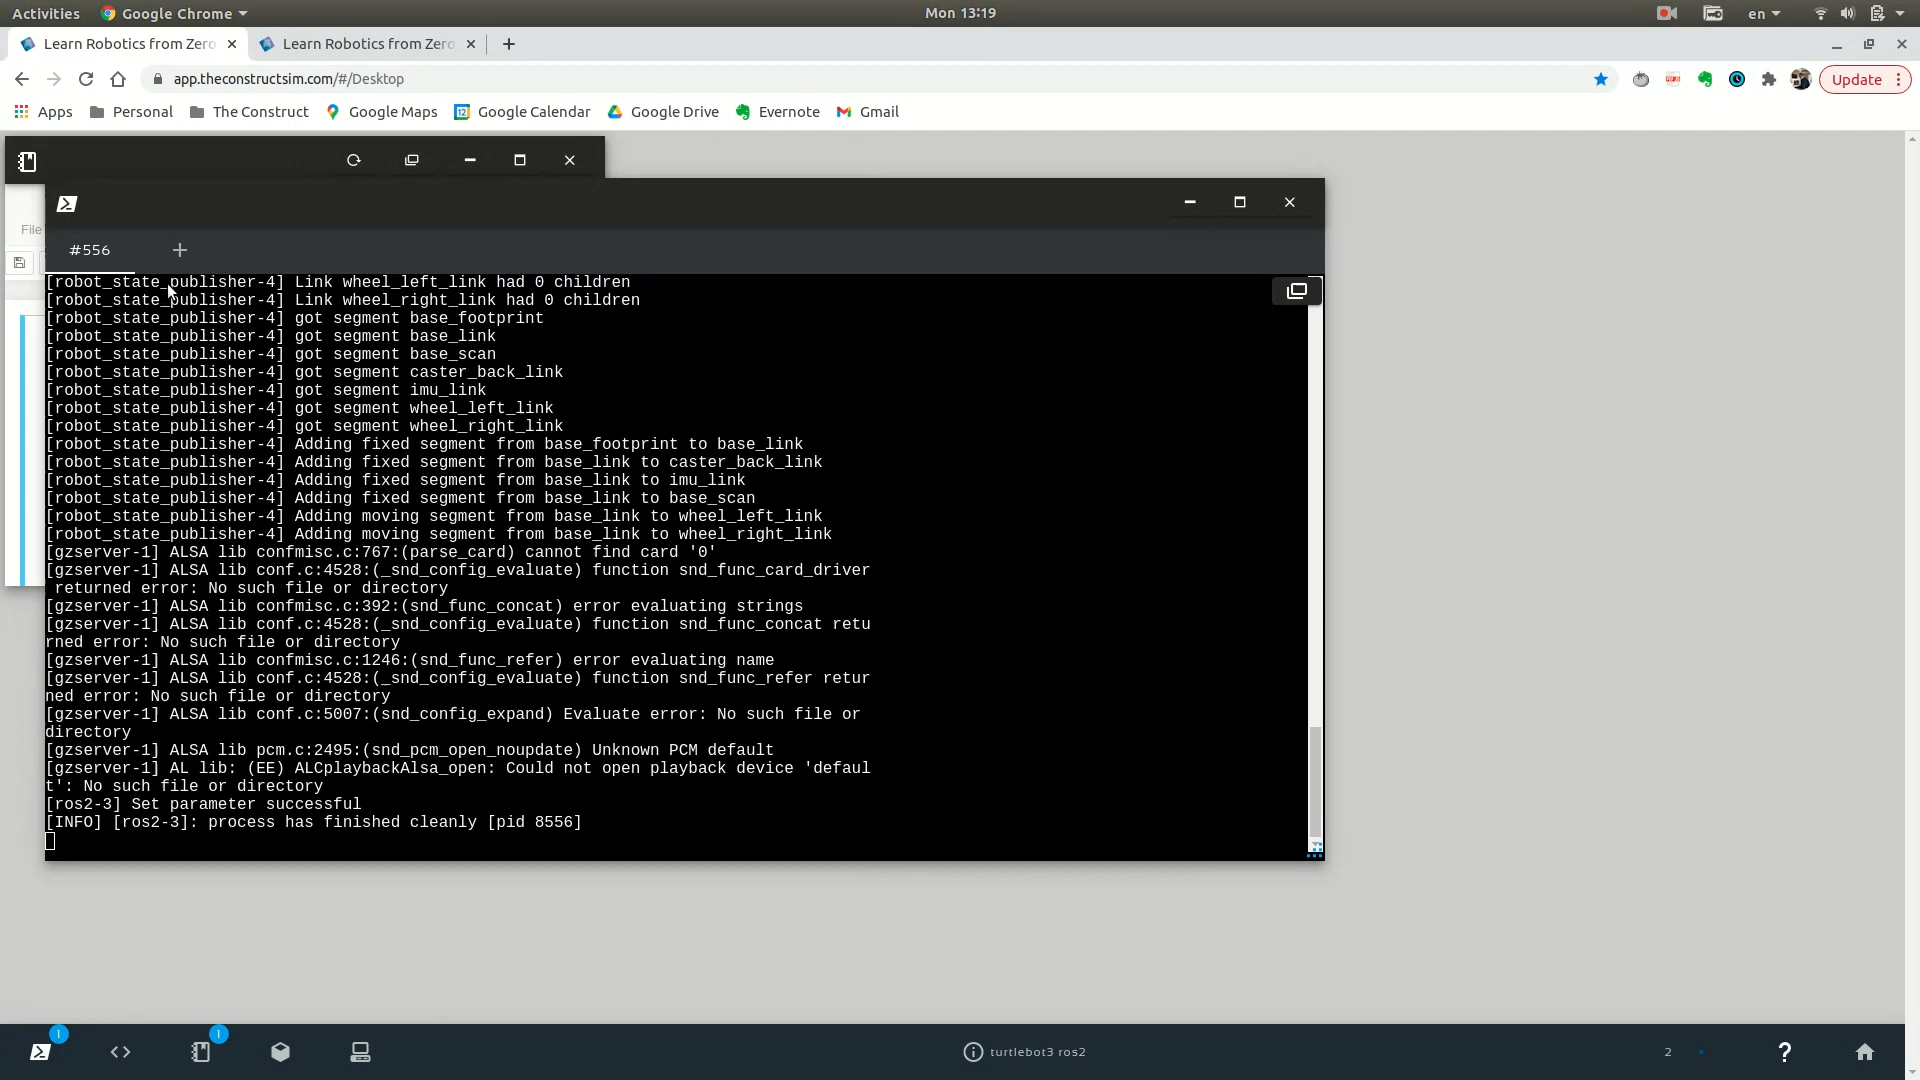 Activities Google Chrome Mon 13:19 en
Learn Robotics from Zero Learn Robotics from Zero
app.theconstructsim.com/#/Desktop Update
Apps Personal The Construct Google Maps Google Calendar Google Drive Evernote Gmail
File
#556
[robot_state_publisher-4] Link wheel_left_link had 0 children
[robot_state_publisher-4] Link wheel_right_link had 0 children
[robot_state_publisher-4] got segment base_footprint
[robot_state_publisher-4] got segment base_link
[robot_state_publisher-4] got segment base_scan
[robot_state_publisher-4] got segment caster_back_link
[robot_state_publisher-4] got segment imu_link
[robot_state_publisher-4] got segment wheel_left_link
[robot_state_publisher-4] got segment wheel_right_link
[robot_state_publisher-4] Adding fixed segment from base_footprint to base_link
[robot_state_publisher-4] Adding fixed segment from base_link to caster_back_link
[robot_state_publisher-4] Adding fixed segment from base_link to imu_link
[robot_state_publisher-4] Adding fixed segment from base_link to base_scan
[robot_state_publisher-4] Adding moving segment from base_link to wheel_left_link
[robot_state_publisher-4] Adding moving segment from base_link to wheel_right_link
[gzserver-1] ALSA lib confmisc.c:767:(parse_card) cannot find card '0'
[gzserver-1] ALSA lib conf.c:4528:(_snd_config_evaluate) function snd_func_card_driver
returned error: No such file or directory
[gzserver-1] ALSA lib confmisc.c:392:(snd_func_concat) error evaluating strings
[gzserver-1] ALSA lib conf.c:4528:(_snd_config_evaluate) function snd_func_concat retu
rned error: No such file or directory
[gzserver-1] ALSA lib confmisc.c:1246:(snd_func_refer) error evaluating name
[gzserver-1] ALSA lib conf.c:4528:(_snd_config_evaluate) function snd_func_refer retur
ned error: No such file or directory
[gzserver-1] ALSA lib conf.c:5007:(snd_config_expand) Evaluate error: No such file or
directory
[gzserver-1] ALSA lib pcm.c:2495:(snd_pcm_open_noupdate) Unknown PCM default
[gzserver-1] AL lib: (EE) ALCplaybackAlsa_open: Could not open playback device 'defaul
t': No such file or directory
[ros2-3] Set parameter successful
[INFO] [ros2-3]: process has finished cleanly [pid 8556]
1 1 turtlebot3 ros2 2 ?